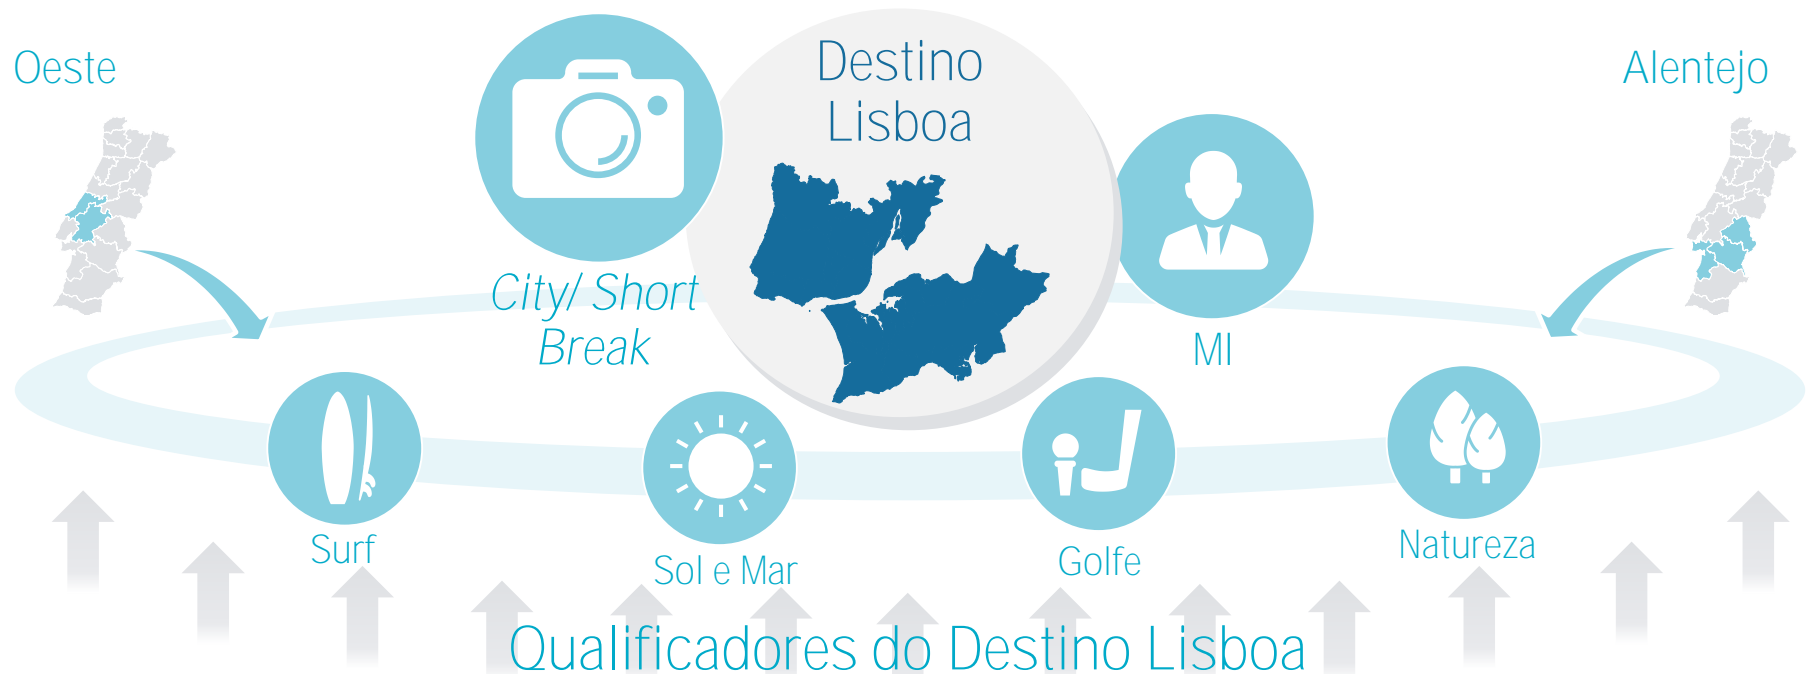 Oeste
Destino
Lisboa
Alentejo
City/ Short
Break
MI
Surf
Sol e Mar
Golfe
Natureza
Qualificadores do Destino Lisboa